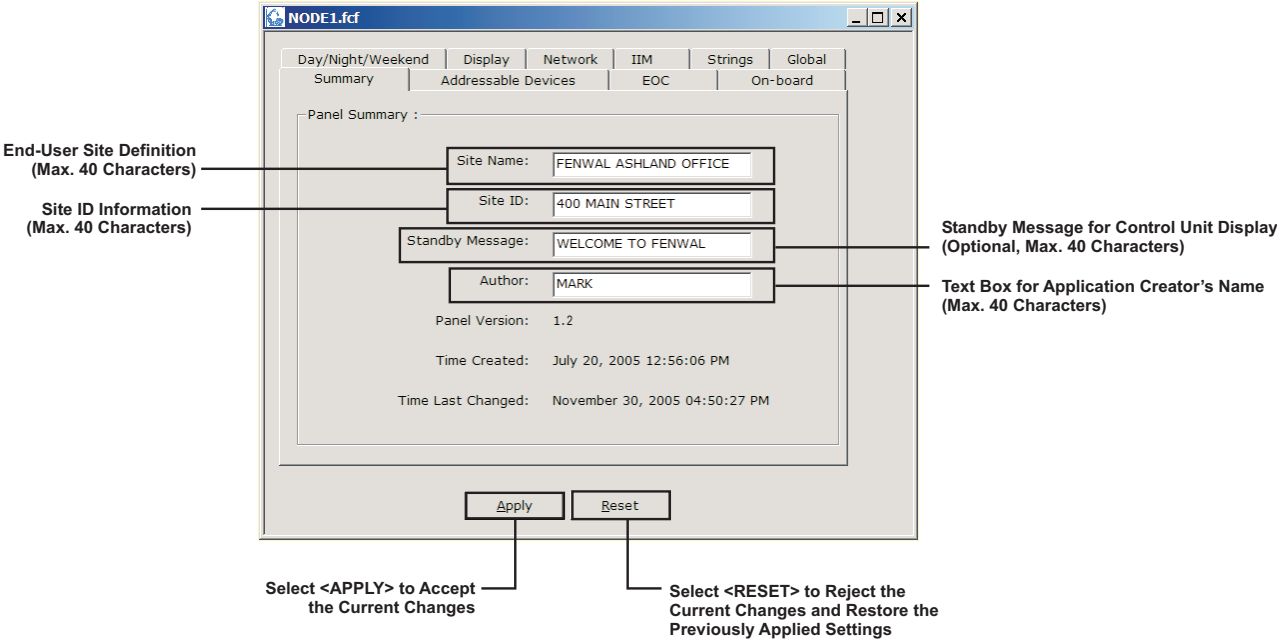 NODE1.fcf
Day/Night/Weekend Display Network IIM Strings Global
Summary Addressable Devices EOC On-board
Panel Summary :
End-User Site Definition
(Max. 40 Characters)
Site Name: FENWAL ASHLAND OFFICE
Site ID Information
(Max. 40 Characters)
Site ID: 400 MAIN STREET
Standby Message: WELCOME TO FENWAL
Standby Message for Control Unit Display
(Optional, Max. 40 Characters)
Author: MARK
Text Box for Application Creator’s Name
(Max. 40 Characters)
Panel Version: 1.2
Time Created: July 20, 2005 12:56:06 PM
Time Last Changed: November 30, 2005 04:50:27 PM
Apply Reset
Select <APPLY> to Accept
the Current Changes
Select <RESET> to Reject the
Current Changes and Restore the
Previously Applied Settings